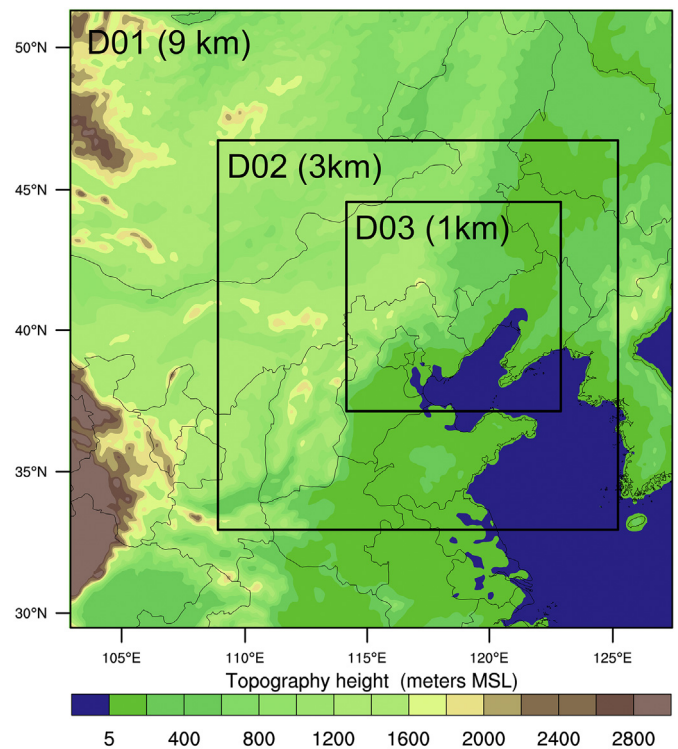 50°N
D01 (9 km)
D02 (3km)
45°N
D03 (1km)
40°N
35°N
30°N
105°E 110°E 115°E 120°E 125°E
Topography height (meters MSL)
5 400 800 1200 1600 2000 2400 2800